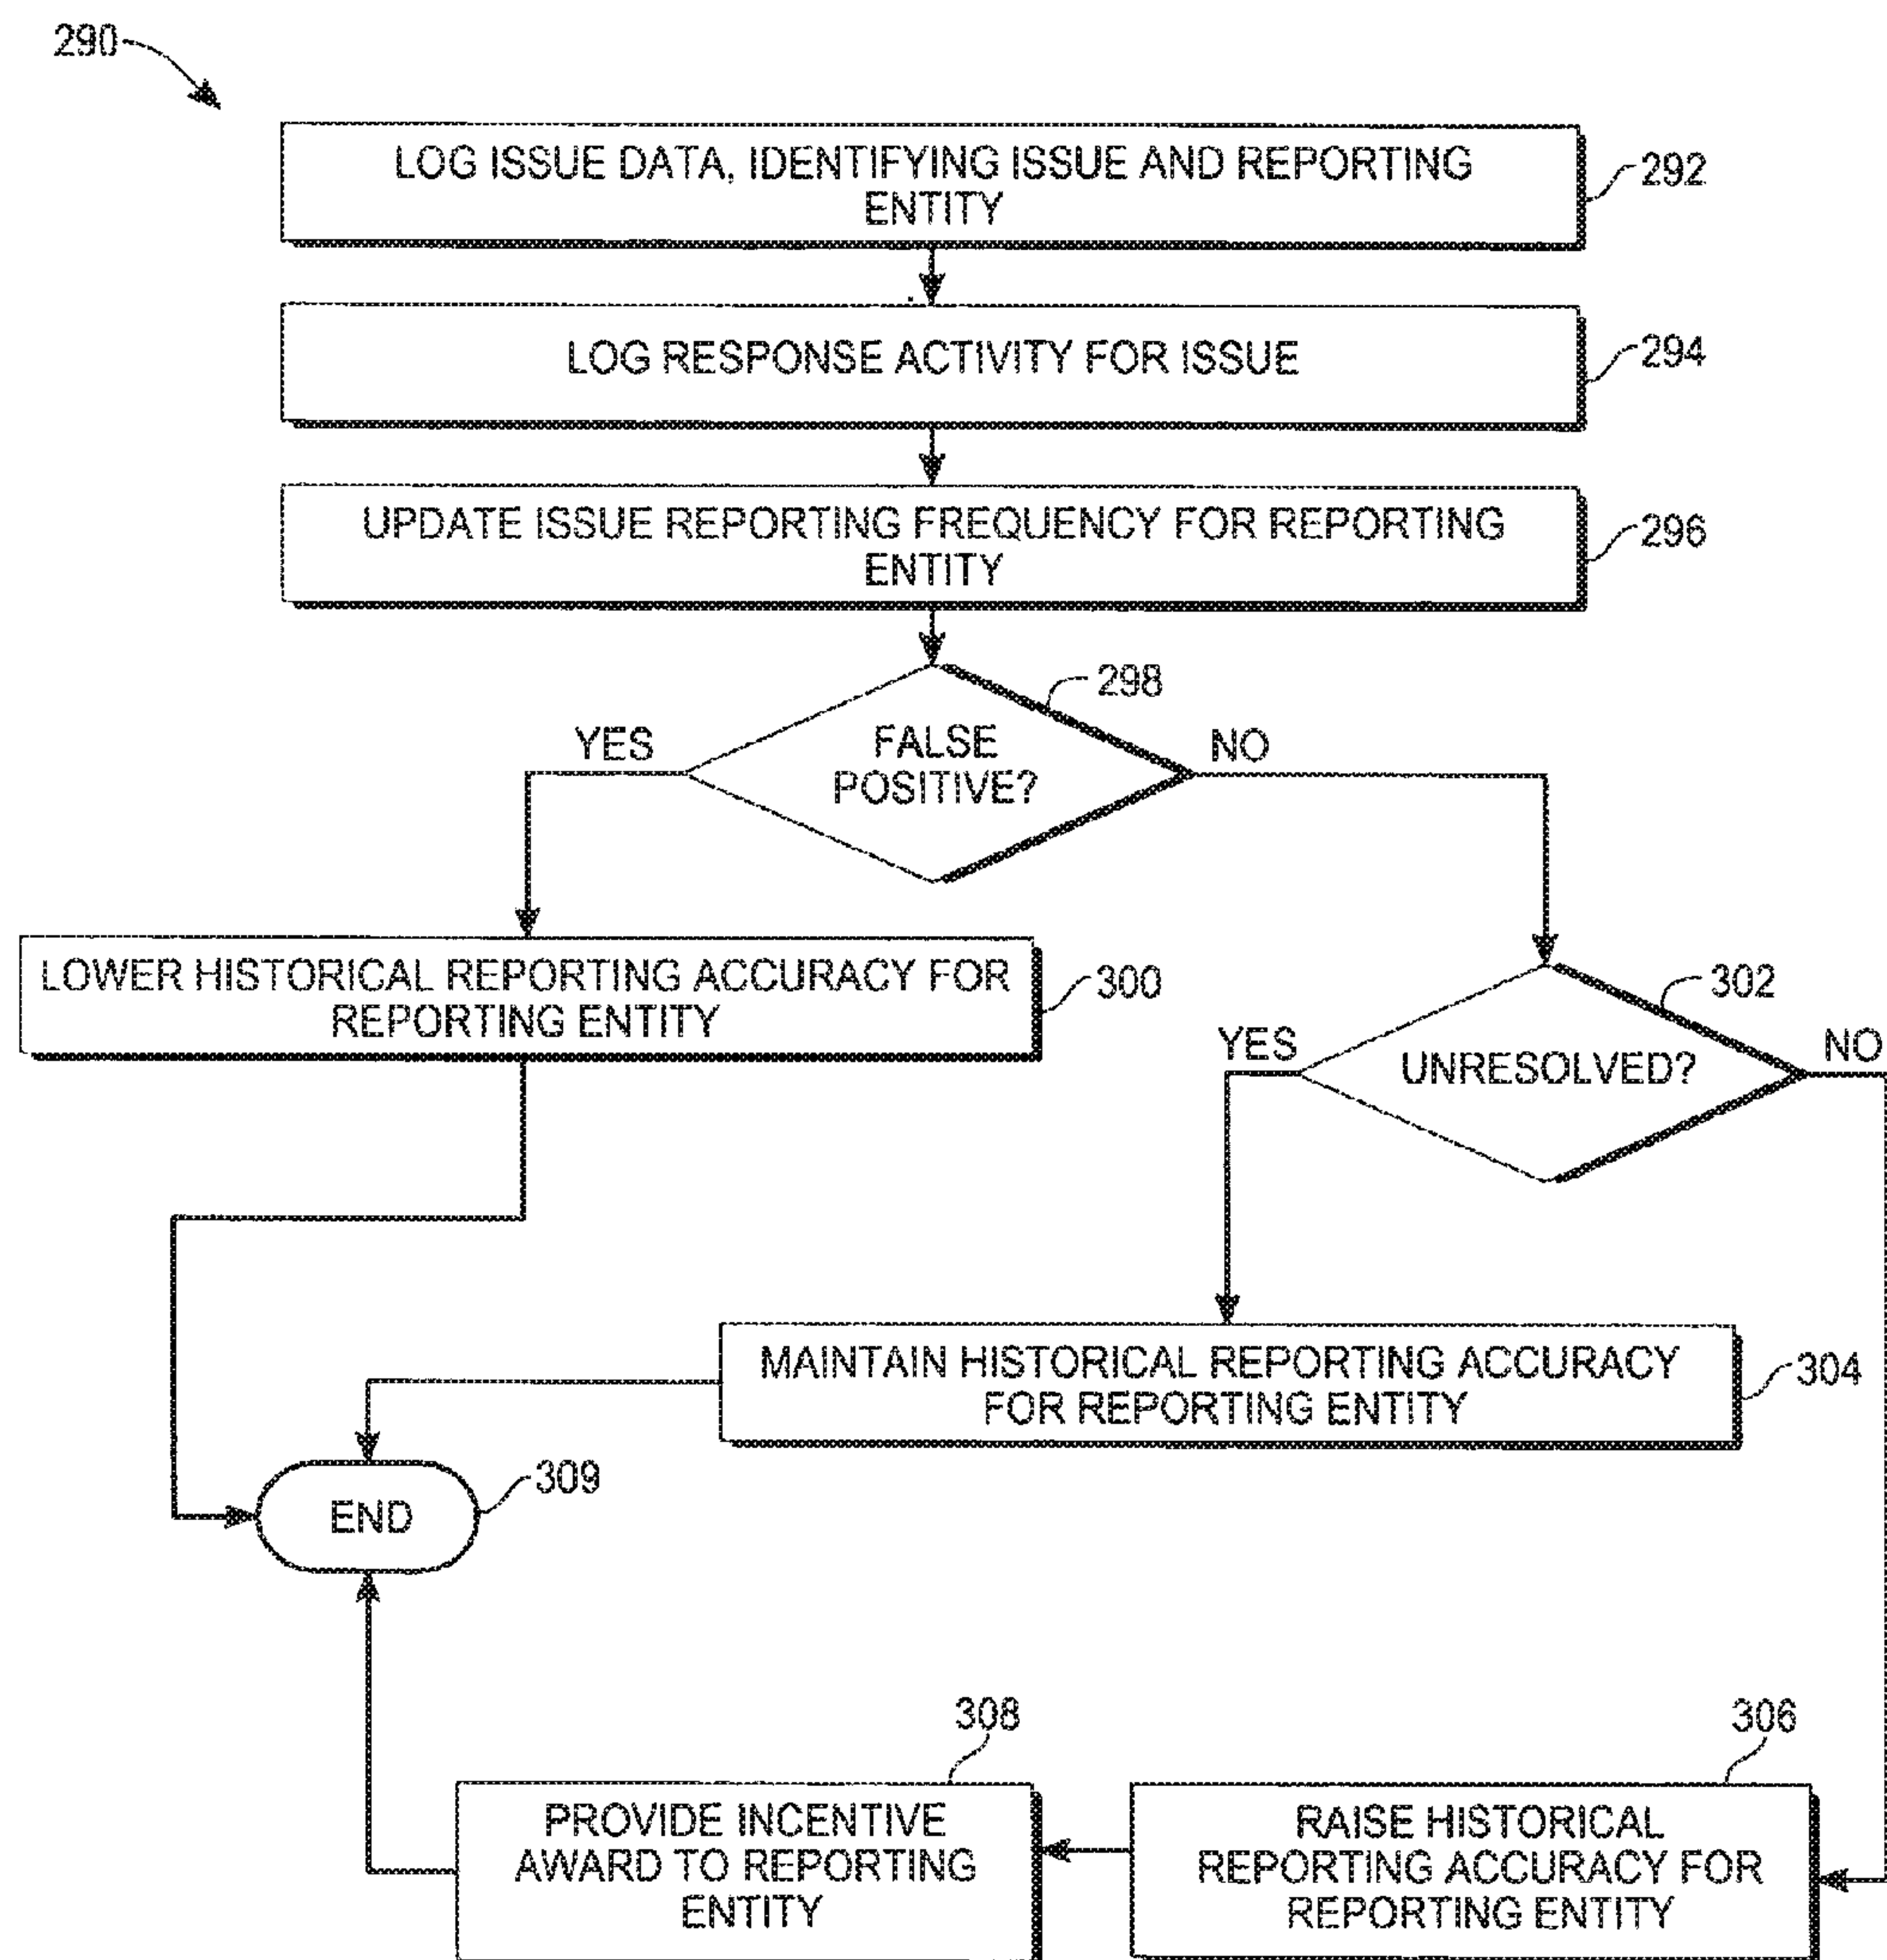 290
LOG ISSUE DATA, IDENTIFYING ISSUE AND REPORTING
ENTITY
292
LOG RESPONSE ACTIVITY FOR ISSUE
294
UPDATE ISSUE REPORTING FREQUENCY FOR REPORTING
ENTITY
296
298
YES
FALSE
POSITIVE?
NO
LOWER HISTORICAL REPORTING ACCURACY FOR
REPORTING ENTITY
300
302
YES
UNRESOLVED?
NO
MAINTAIN HISTORICAL REPORTING ACCURACY
FOR REPORTING ENTITY
304
END
309
308
PROVIDE INCENTIVE
AWARD TO REPORTING
ENTITY
306
RAISE HISTORICAL
REPORTING ACCURACY FOR
REPORTING ENTITY